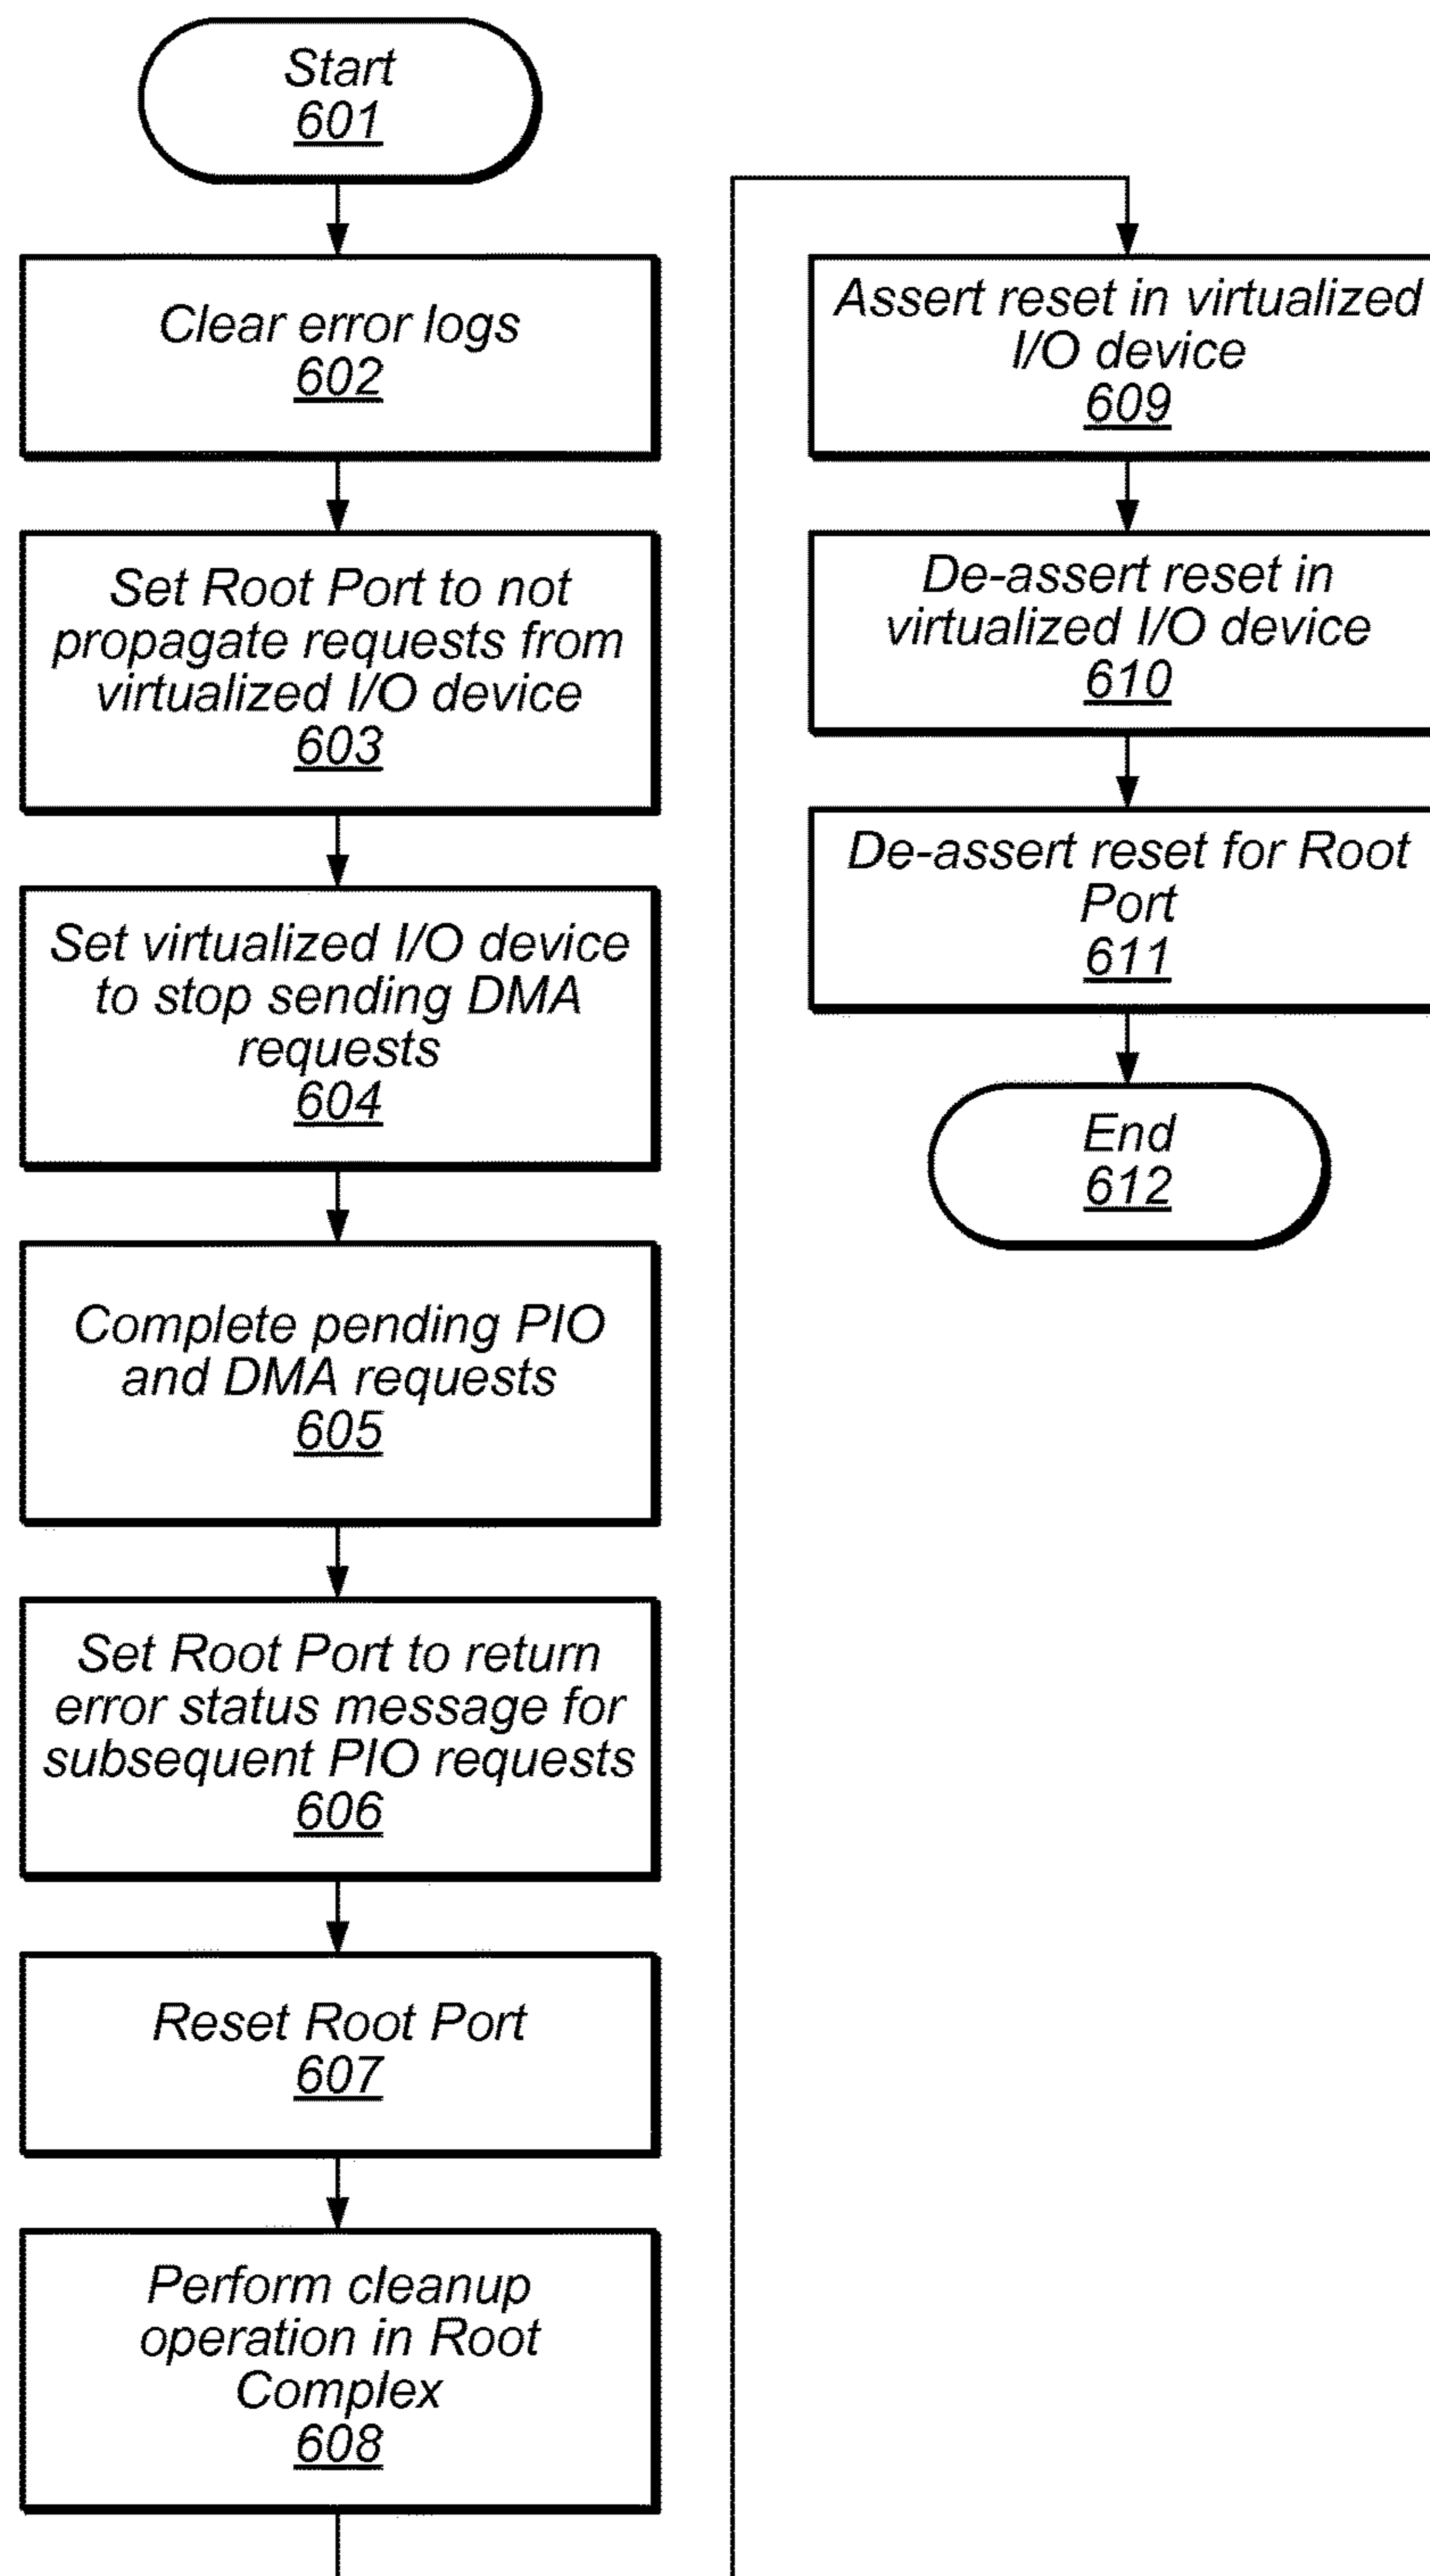 Start
601
Clear error logs
602
Set Root Port to not
propagate requests from
virtualized I/O device
603
Set virtualized I/O device
to stop sending DMA
requests
604
Complete pending PIO
and DMA requests
605
Set Root Port to return
error status message for
subsequent PIO requests
606
Reset Root Port
607
Perform cleanup
operation in Root
Complex
608
Assert reset in virtualized
I/O device
609
De-assert reset in
virtualized I/O device
610
De-assert reset for Root
Port
611
End
612